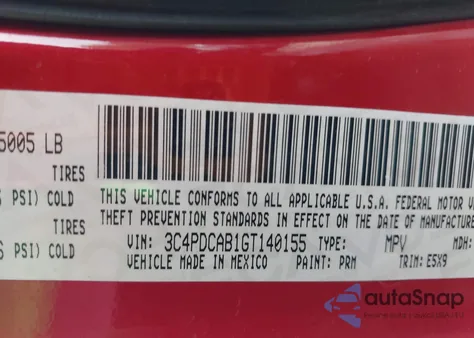 5005 LB
TIRES
PSI) COLD
TIRES
PSI) COLD
THIS VEHICLE CONFORMS TO ALL APPLICABLE U.S.A. FEDERAL MOTOR
THEFT PREVENTION STANDARDS IN EFFECT ON THE DATE OF MANUFACTURE
VIN: 3C4PDCAB1GT140155 TYPE: MPV MDH:
VEHICLE MADE IN MEXICO PAINT: PRM TRIM: E5X9
autoSnap